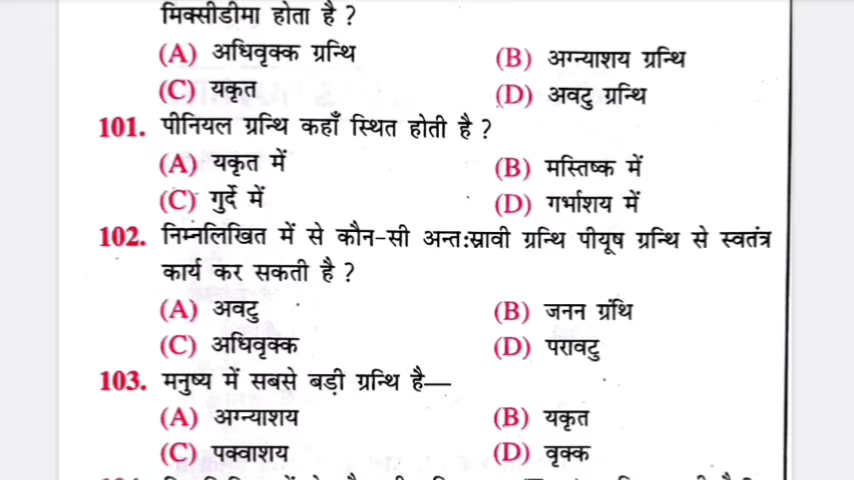 मिक्सीडीमा होता है ?
(A) अधिवृक्क ग्रन्थि (B) अग्न्याशय ग्रन्थि
(C) यकृत (D) अवटु ग्रन्थि
101. पीनियल ग्रन्थि कहाँ स्थित होती है ?
(A) यकृत में (B) मस्तिष्क में
(C) गुर्दे में (D) गर्भाशय में
102. निम्नलिखित में से कौन-सी अन्तःस्रावी ग्रन्थि पीयूष ग्रन्थि से स्वतंत्र
कार्य कर सकती है ?
(A) अवटु (B) जनन ग्रंथि
(C) अधिवृक्क (D) परावटु
103. मनुष्य में सबसे बड़ी ग्रन्थि है—
(A) अग्न्याशय (B) यकृत
(C) पक्वाशय (D) वृक्क